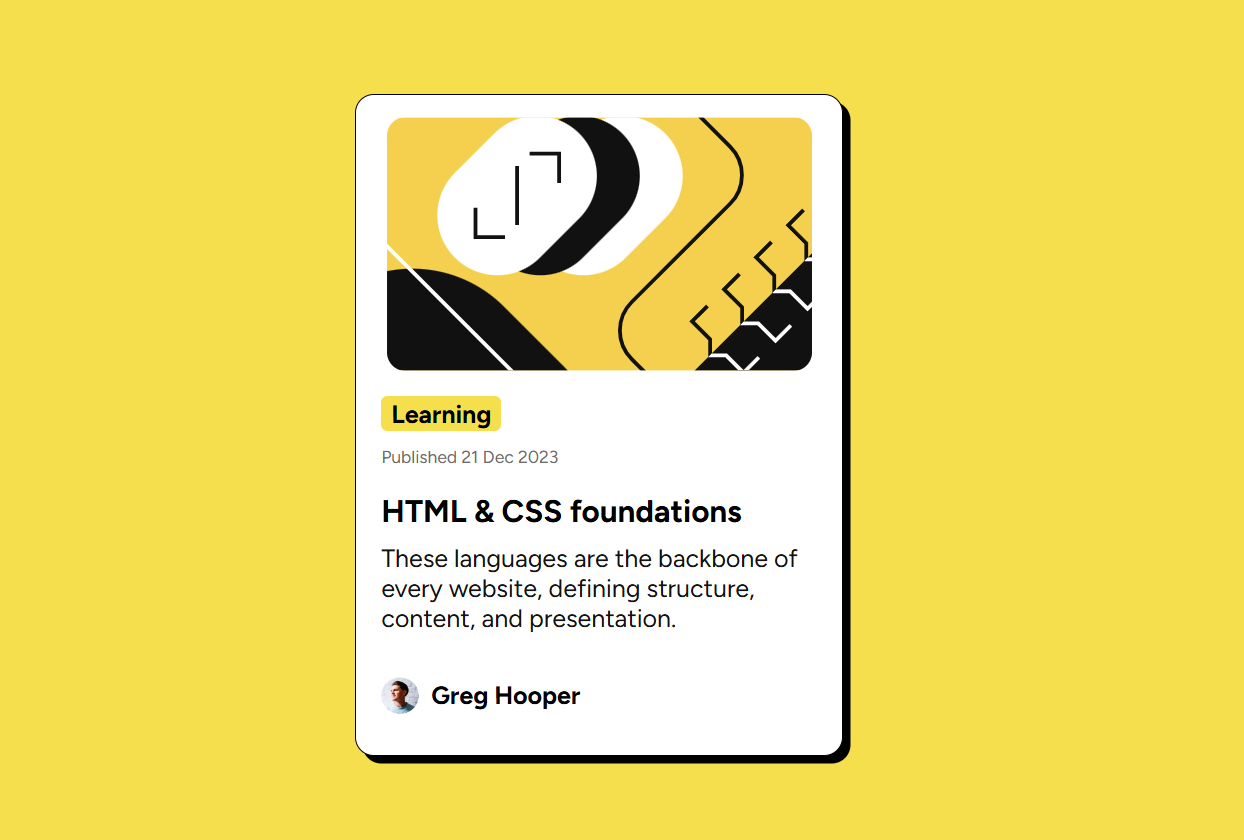 Learning
Published 21 Dec 2023
HTML & CSS foundations
These languages are the backbone of
every website, defining structure,
content, and presentation.
Greg Hooper